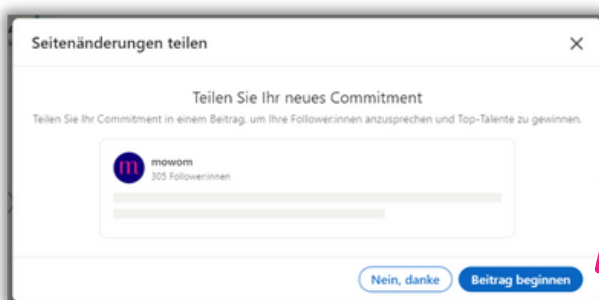 Seitenänderungen teilen
Teilen Sie Ihr neues Commitment
Teilen Sie Ihr Commitment in einem Beitrag, um Ihre Follower:innen anzusprechen und Top-Talente zu gewinnen.
m
mowom
305 Follower:innen
Nein, danke
Beitrag beginnen